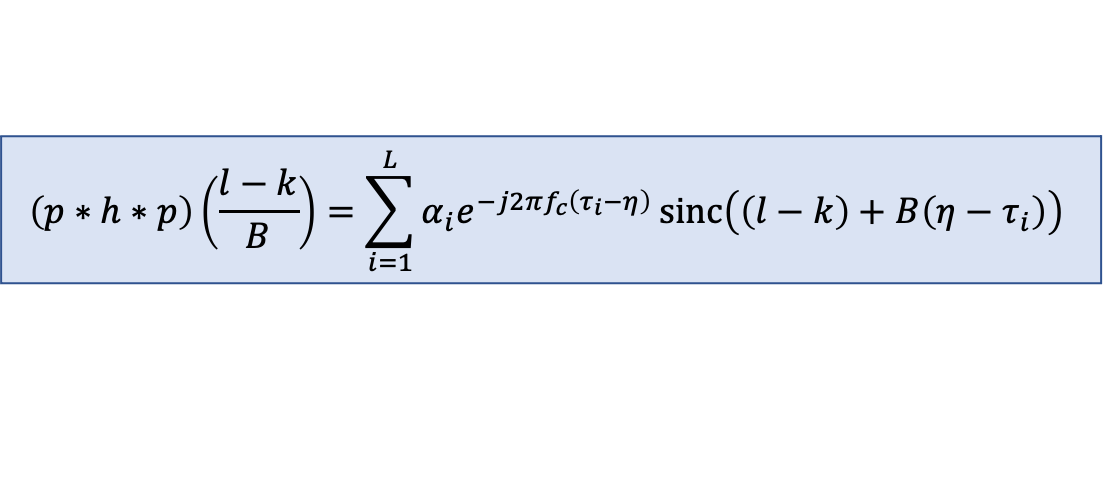 (p ∗ h ∗ p) ((l − k)/B) = ∑_{i=1}^{L} α_i e^{−j2πf_c(τ_i−η)} sinc((l − k) + B(η − τ_i))